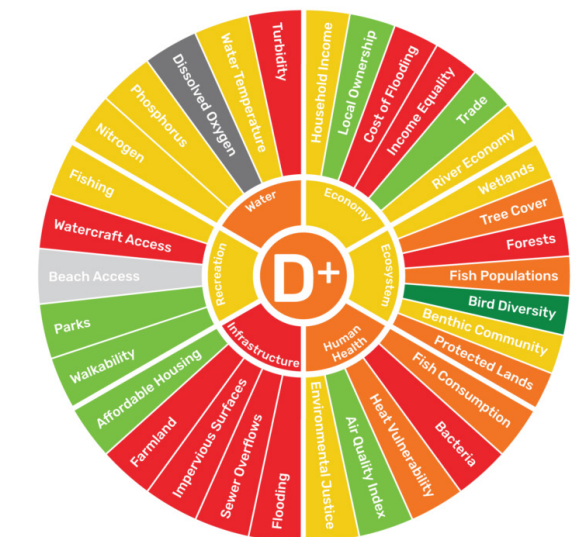 Household Income
Local Ownership
Cost of Flooding
Income Equality
Trade
River Economy
Wetlands
Tree Cover
Forests
Fish Populations
Bird Diversity
Benthic Community
Protected Lands
Fish Consumption
Bacteria
Heat Vulnerability
Air Quality Index
Environmental Justice
Flooding
Sewer Overflows
Impervious Surfaces
Farmland
Affordable Housing
Walkability
Parks
Beach Access
Watercraft Access
Fishing
Nitrogen
Phosphorus
Dissolved Oxygen
Water Temperature
Turbidity
Water
Economy
Ecosystem
Human
Health
Infrastructure
Recreation
D+